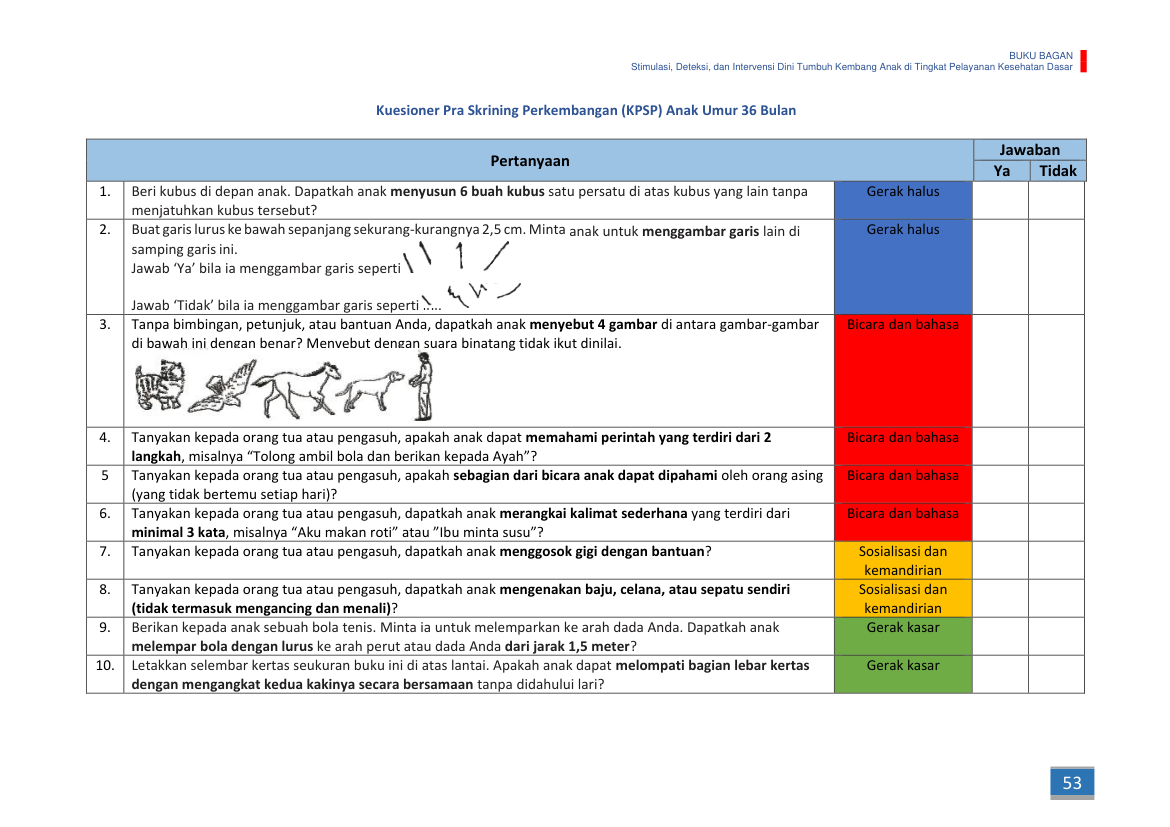 BUKU BAGAN
Stimulasi, Deteksi, dan Intervensi Dini Tumbuh Kembang Anak di Tingkat Pelayanan Kesehatan Dasar
Kuesioner Pra Skrining Perkembangan (KPSP) Anak Umur 36 Bulan
Pertanyaan
Jawaban
Ya
Tidak
1.
Beri kubus di depan anak. Dapatkah anak menyusun 6 buah kubus satu persatu di atas kubus yang lain tanpa
menjatuhkan kubus tersebut?
Gerak halus
2.
Buat garis lurus ke bawah sepanjang sekurang-kurangnya 2,5 cm. Minta anak untuk menggambar garis lain di
samping garis ini.
Jawab ‘Ya’ bila ia menggambar garis seperti
Jawab ‘Tidak’ bila ia menggambar garis seperti .....
Gerak halus
3.
Tanpa bimbingan, petunjuk, atau bantuan Anda, dapatkah anak menyebut 4 gambar di antara gambar-gambar
di bawah ini dengan benar? Menyebut dengan suara binatang tidak ikut dinilai.
Bicara dan bahasa
4.
Tanyakan kepada orang tua atau pengasuh, apakah anak dapat memahami perintah yang terdiri dari 2
langkah, misalnya “Tolong ambil bola dan berikan kepada Ayah”?
Bicara dan bahasa
5
Tanyakan kepada orang tua atau pengasuh, apakah sebagian dari bicara anak dapat dipahami oleh orang asing
(yang tidak bertemu setiap hari)?
Bicara dan bahasa
6.
Tanyakan kepada orang tua atau pengasuh, dapatkah anak merangkai kalimat sederhana yang terdiri dari
minimal 3 kata, misalnya “Aku makan roti” atau ”Ibu minta susu”?
Bicara dan bahasa
7.
Tanyakan kepada orang tua atau pengasuh, dapatkah anak menggosok gigi dengan bantuan?
Sosialisasi dan
kemandirian
8.
Tanyakan kepada orang tua atau pengasuh, dapatkah anak mengenakan baju, celana, atau sepatu sendiri
(tidak termasuk mengancing dan menali)?
Sosialisasi dan
kemandirian
9.
Berikan kepada anak sebuah bola tenis. Minta ia untuk melemparkan ke arah dada Anda. Dapatkah anak
melempar bola dengan lurus ke arah perut atau dada Anda dari jarak 1,5 meter?
Gerak kasar
10.
Letakkan selembar kertas seukuran buku ini di atas lantai. Apakah anak dapat melompati bagian lebar kertas
dengan mengangkat kedua kakinya secara bersamaan tanpa didahului lari?
Gerak kasar
53